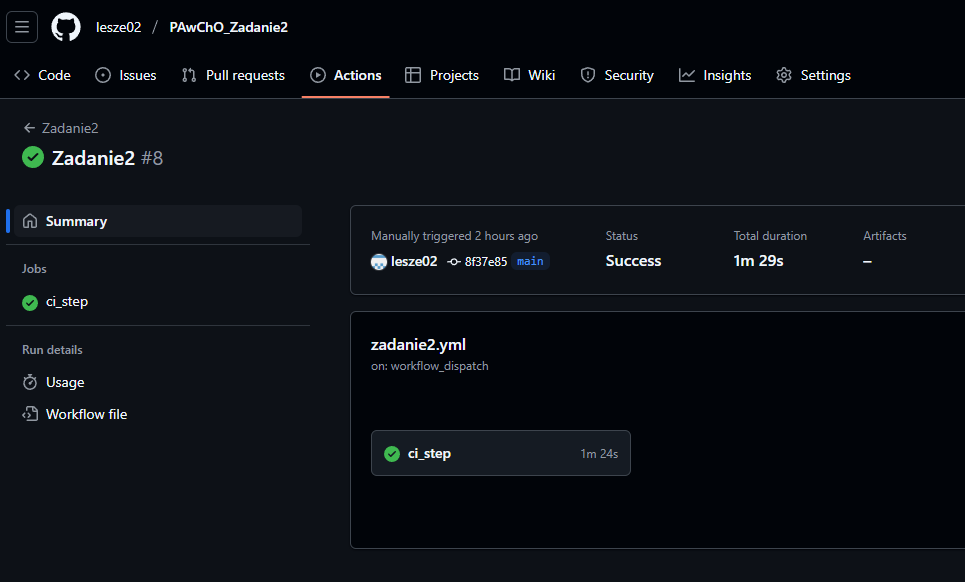 lesze02 / PAwChO_Zadanie2
Code Issues Pull requests Actions Projects Wiki Security Insights Settings
← Zadanie2
Zadanie2 #8
Summary
Jobs
ci_step
Run details
Usage
Workflow file
Manually triggered 2 hours ago
lesze02 8f37e85 main
Status
Success
Total duration
1m 29s
Artifacts
–
zadanie2.yml
on: workflow_dispatch
ci_step 1m 24s